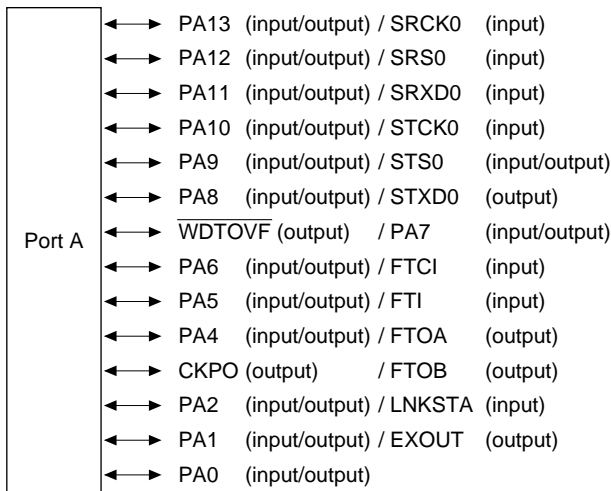 PA13 (input/output) / SRCK0 (input)
PA12 (input/output) / SRS0 (input)
PA11 (input/output) / SRXD0 (input)
PA10 (input/output) / STCK0 (input)
PA9 (input/output) / STS0 (input/output)
PA8 (input/output) / STXD0 (output)
Port A
WDTOVF (output) / PA7 (input/output)
PA6 (input/output) / FTCI (input)
PA5 (input/output) / FTI (input)
PA4 (input/output) / FTOA (output)
CKPO (output) / FTOB (output)
PA2 (input/output) / LNKSTA (input)
PA1 (input/output) / EXOUT (output)
PA0 (input/output)